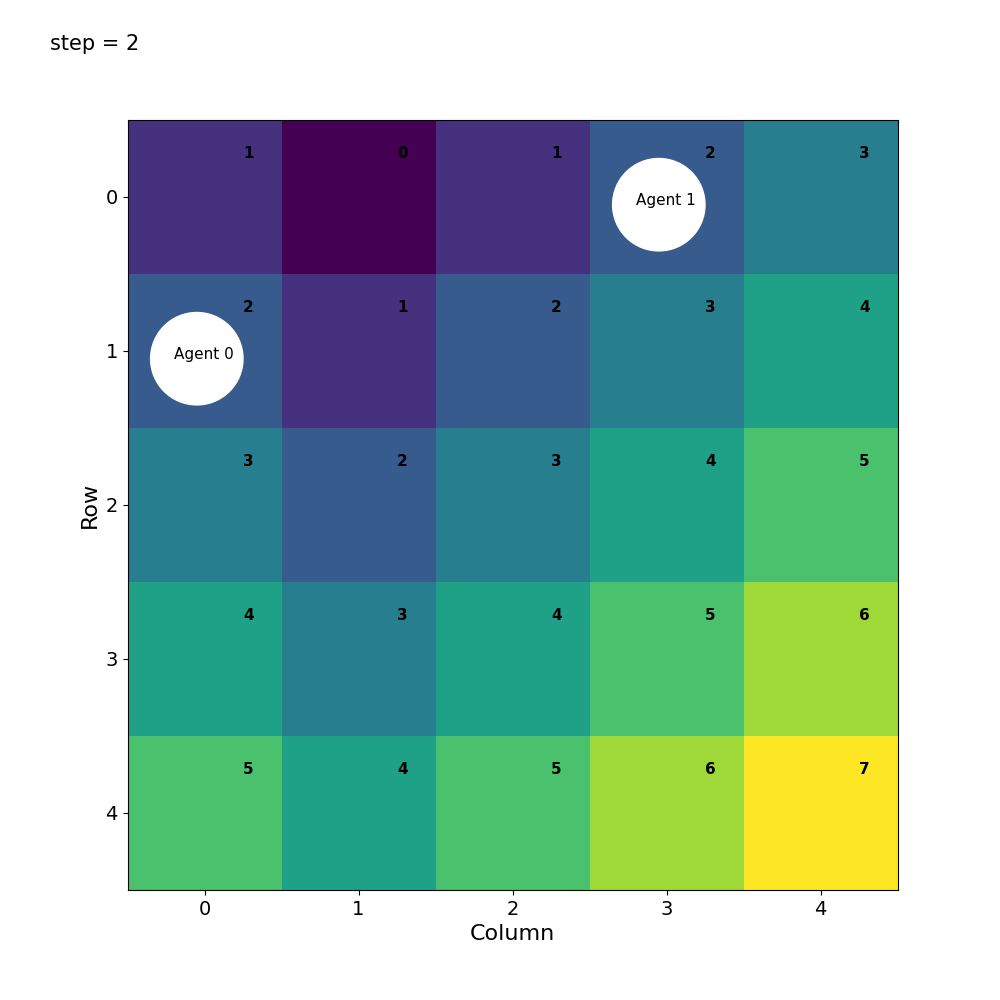 step = 2
1 0 1 2 3
0
Agent 1
2 1 2 3 4
1
Agent 0
3 2 3 4 5
2
Row
4 3 4 5 6
3
5 4 5 6 7
4
0 1 2 3 4
Column